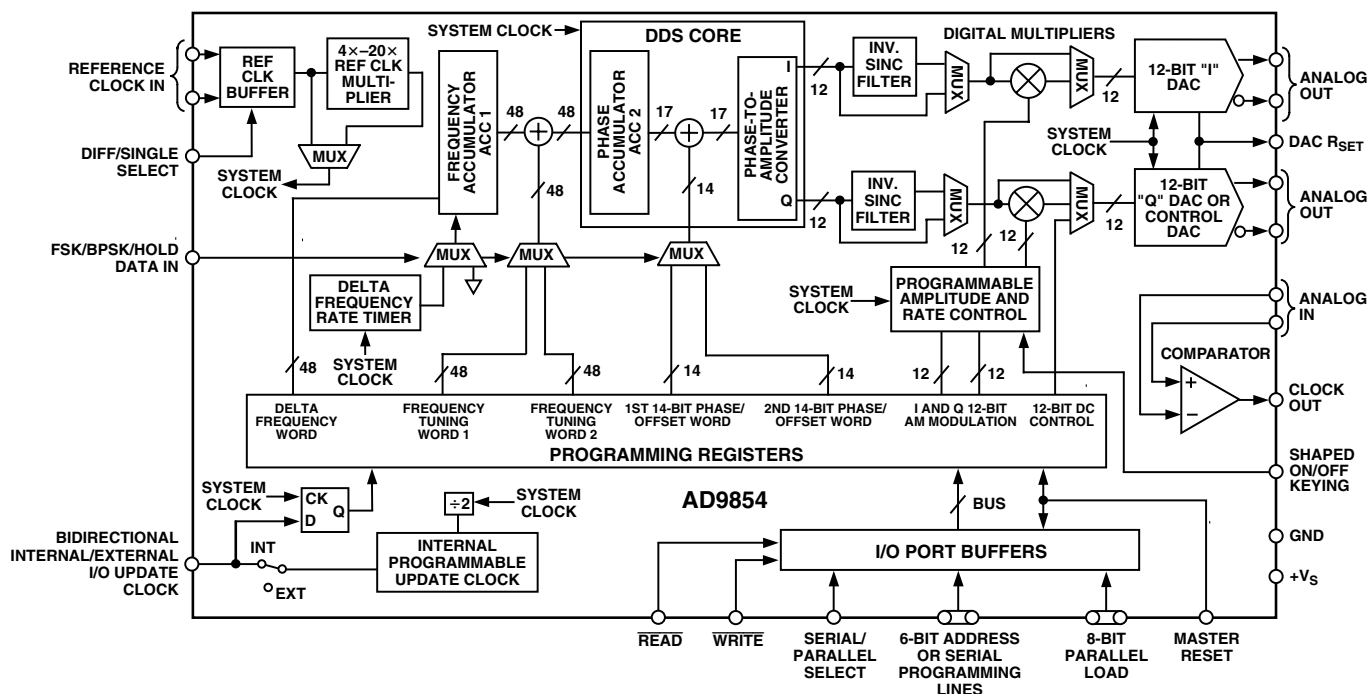 REFERENCE
CLOCK IN
REF
CLK
BUFFER
4×–20×
REF CLK
MULTI-
PLIER
DIFF/SINGLE
SELECT
MUX
SYSTEM
CLOCK
FSK/BPSK/HOLD
DATA IN
FREQUENCY
ACCUMULATOR
ACC 1
48
48
48
SYSTEM CLOCK
DDS CORE
PHASE
ACCUMULATOR
ACC 2
17
17
14
PHASE-TO-
AMPLITUDE
CONVERTER
I
Q
12
12
INV.
SINC
FILTER
INV.
SINC
FILTER
MUX
MUX
DIGITAL MULTIPLIERS
MUX
MUX
12
12
12
12
12-BIT "I"
DAC
SYSTEM
CLOCK
12-BIT
"Q" DAC OR
CONTROL
DAC
ANALOG
OUT
DAC RSET
ANALOG
OUT
MUX
MUX
MUX
DELTA
FREQUENCY
RATE TIMER
SYSTEM
CLOCK
SYSTEM
CLOCK
PROGRAMMABLE
AMPLITUDE AND
RATE CONTROL
ANALOG
IN
COMPARATOR
+
–
CLOCK
OUT
48
48
48
14
14
12
12
DELTA
FREQUENCY
WORD
FREQUENCY
TUNING
WORD 1
FREQUENCY
TUNING
WORD 2
1ST 14-BIT PHASE/
OFFSET WORD
2ND 14-BIT PHASE/
OFFSET WORD
I AND Q 12-BIT
AM MODULATION
12-BIT DC
CONTROL
PROGRAMMING REGISTERS
SHAPED
ON/OFF
KEYING
SYSTEM
CLOCK
CK
Q
D
÷2
SYSTEM
CLOCK
AD9854
BUS
BIDIRECTIONAL
INTERNAL/EXTERNAL
I/O UPDATE
CLOCK
INT
EXT
INTERNAL
PROGRAMMABLE
UPDATE CLOCK
I/O PORT BUFFERS
GND
+VS
READ
WRITE
SERIAL/
PARALLEL
SELECT
6-BIT ADDRESS
OR SERIAL
PROGRAMMING
LINES
8-BIT
PARALLEL
LOAD
MASTER
RESET